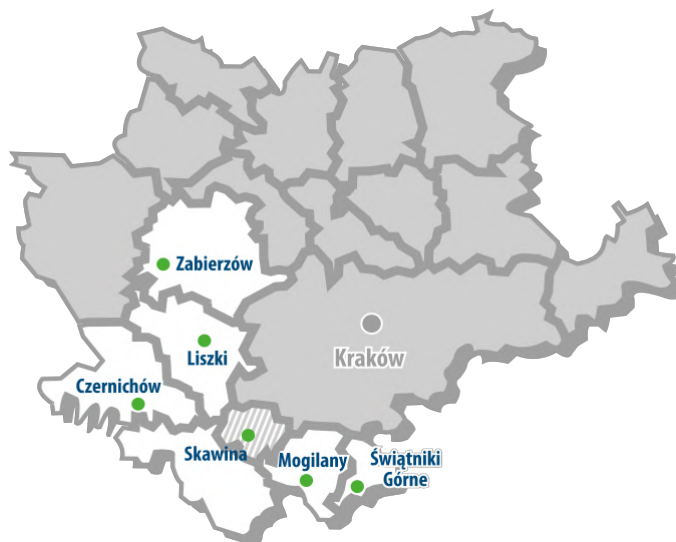 Zabierzów
Kraków
Liszki
Czernichów
Skawina
Mogilany
Świątniki
Górne